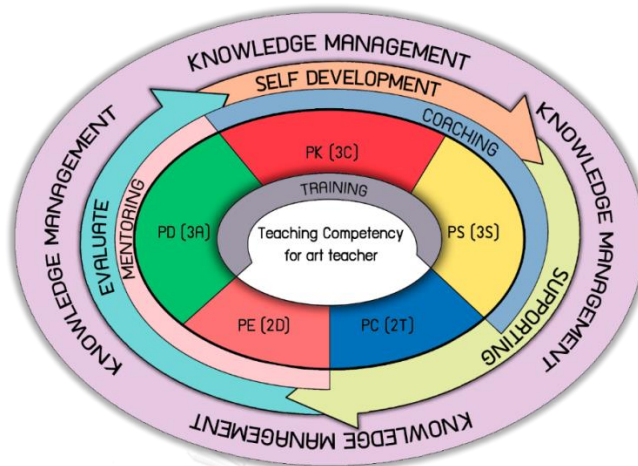 KNOWLEDGE MANAGEMENT
SELF DEVELOPMENT
COACHING
KNOWLEDGE MANAGEMENT
KNOWLEDGE MANAGEMENT
EVALUATE
MENTORING
PK (3C)
TRAINING
PD (3A)
Teaching Competency
for art teacher
PS (3S)
PE (2D)
PC (2T)
SUPPORTING
KNOWLEDGE MANAGEMENT